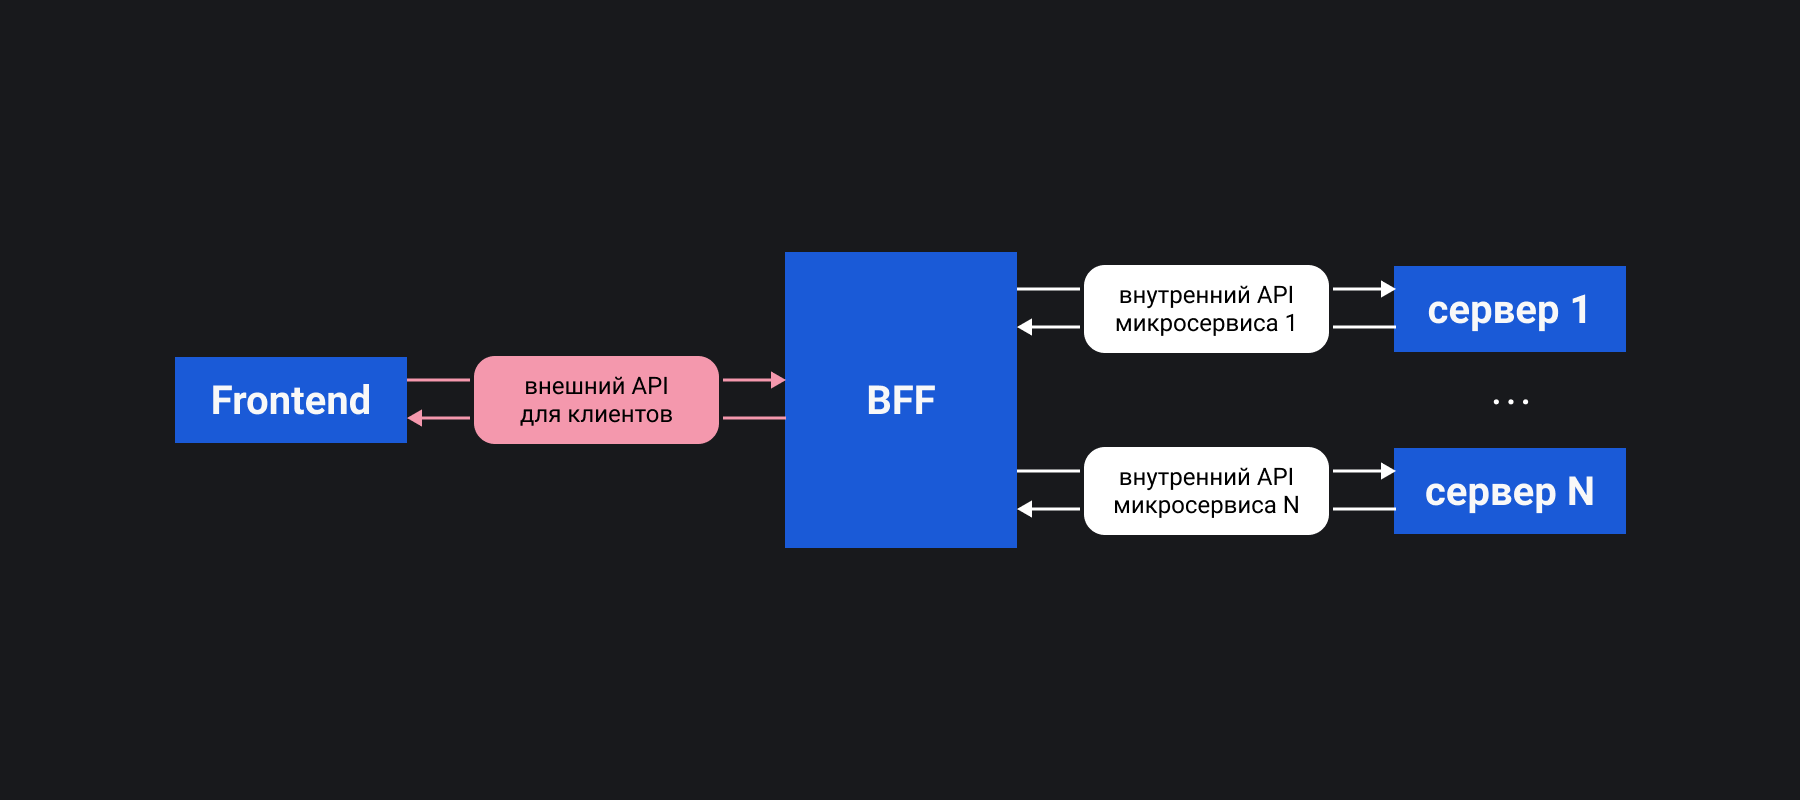 Frontend
внешний API
для клиентов
BFF
внутренний API
микросервиса 1
сервер 1
...
внутренний API
микросервиса N
сервер N